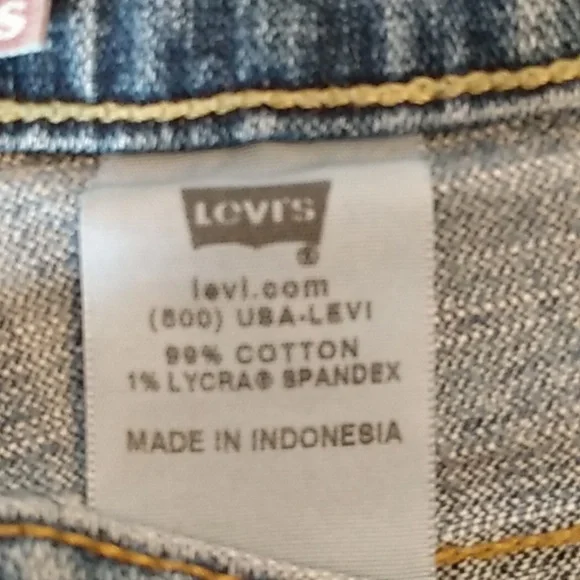 S
LEVI'S
®
levi.com
(800) USA-LEVI
99% COTTON
1% LYCRA® SPANDEX
MADE IN INDONESIA